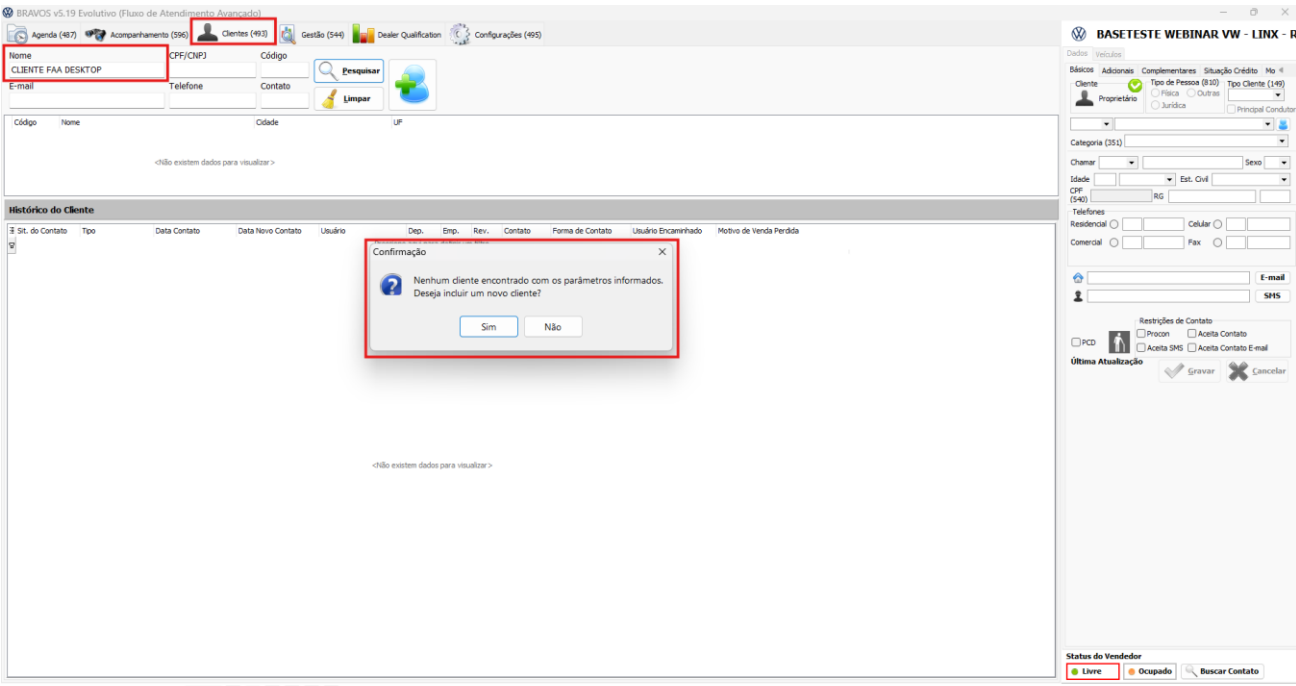 BRAVOS v5.19 Evolutivo (Fluxo de Atendimento Avançado)
Agenda (487) Acompanhamento (596) Clientes (493) Gestão (544) Dealer Qualification Configurações (495)
Nome CPF/CNPJ Código
CLIENTE FAA DESKTOP
Pesquisar
E-mail Telefone Contato
Limpar
Código Nome Cidade UF
<Não existem dados para visualizar>
Histórico do Cliente
Sit. do Contato Tipo Data Contato Data Novo Contato Usuário Dep. Emp. Rev. Contato Forma de Contato Usuário Encaminhado Motivo de Venda Perdida
Confirmação
Nenhum cliente encontrado com os parâmetros informados.
Deseja incluir um novo cliente?
Sim Não
<Não existem dados para visualizar>
BASETESTE WEBINAR VW - LINX - R
Dados Veículos
Básicos Adicionais Complementares Situação Crédito Mo
Cliente Tipo de Pessoa (810) Tipo Cliente (149)
Proprietário Física Outras
Jurídica Principal Condutor
Categoria (351)
Chamar Sexo
Idade Est. Civil
CPF (540) RG
Telefones
Residencial Celular
Comercial Fax
E-mail
SMS
Restrições de Contato
PCD Procon Aceita Contato
Aceita SMS Aceita Contato E-mail
Última Atualização
Gravar Cancelar
Status do Vendedor
Livre Ocupado Buscar Contato